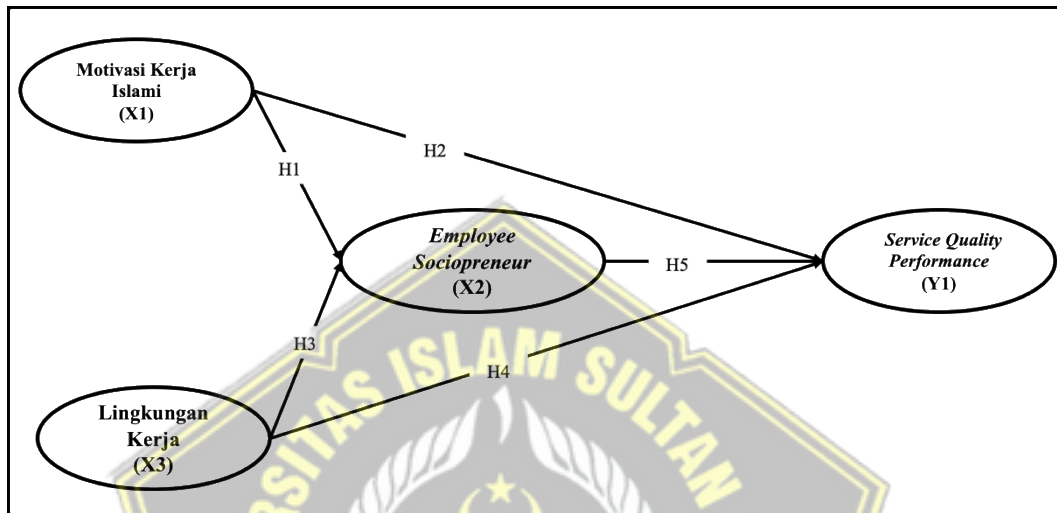 Motivasi Kerja
Islami
(X1)
H2
H1
Employee
Sociopreneur
(X2)
H5
Service Quality
Performance
(Y1)
H3
H4
Lingkungan
Kerja
(X3)
RSITAS ISLAM SULTAN